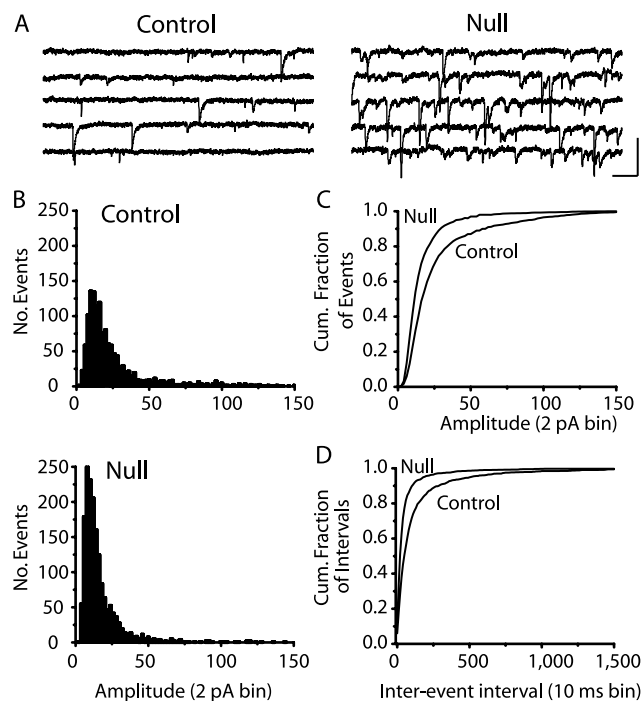 A
Control
Null
B
250
200
150
100
50
0
No. Events
Control
0
50
100
150
C
1.0
0.8
0.6
0.4
0.2
0.0
Cum. Fraction
of Events
Null
Control
0
50
100
150
Amplitude (2 pA bin)
250
200
150
100
50
0
No. Events
Null
0
50
100
150
Amplitude (2 pA bin)
D
1.0
0.8
0.6
0.4
0.2
0.0
Cum. Fraction
of Intervals
Null
Control
0
500
1,000
1,500
Inter-event interval (10 ms bin)